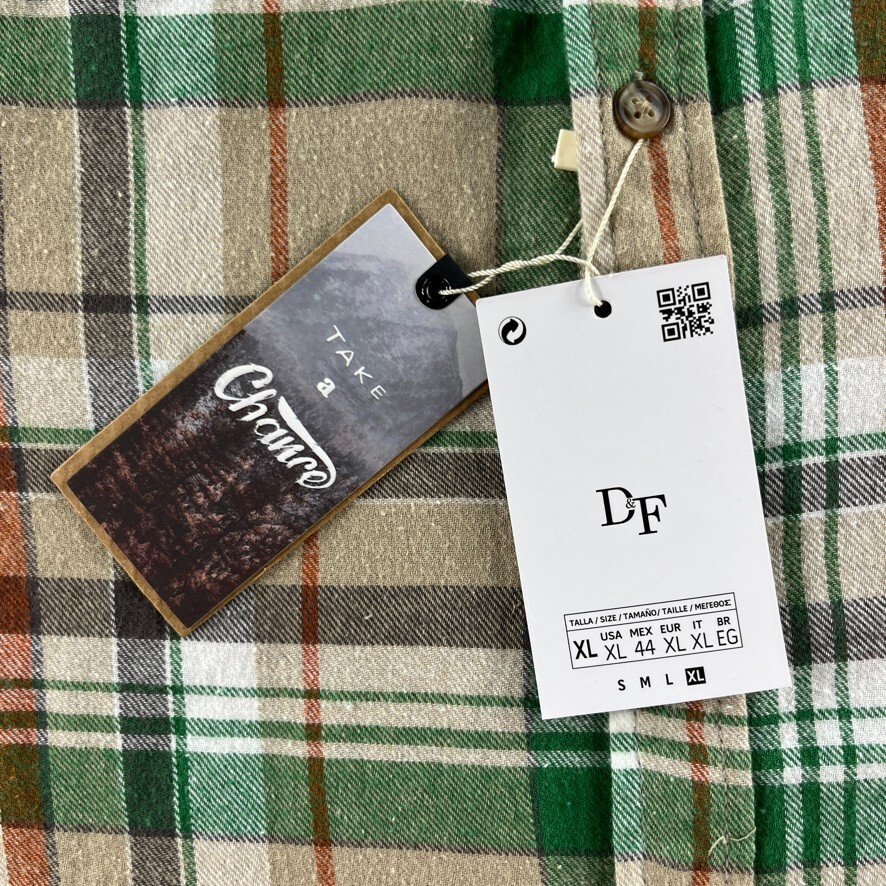 TAKE
a
Chance
D&F
TALLA / SIZE / TAMAÑO / TAILLE / ΜΕΓΕΘΟΣ
XL USA XL MEX 44 EUR XL IT XL BR EG
S M L XL